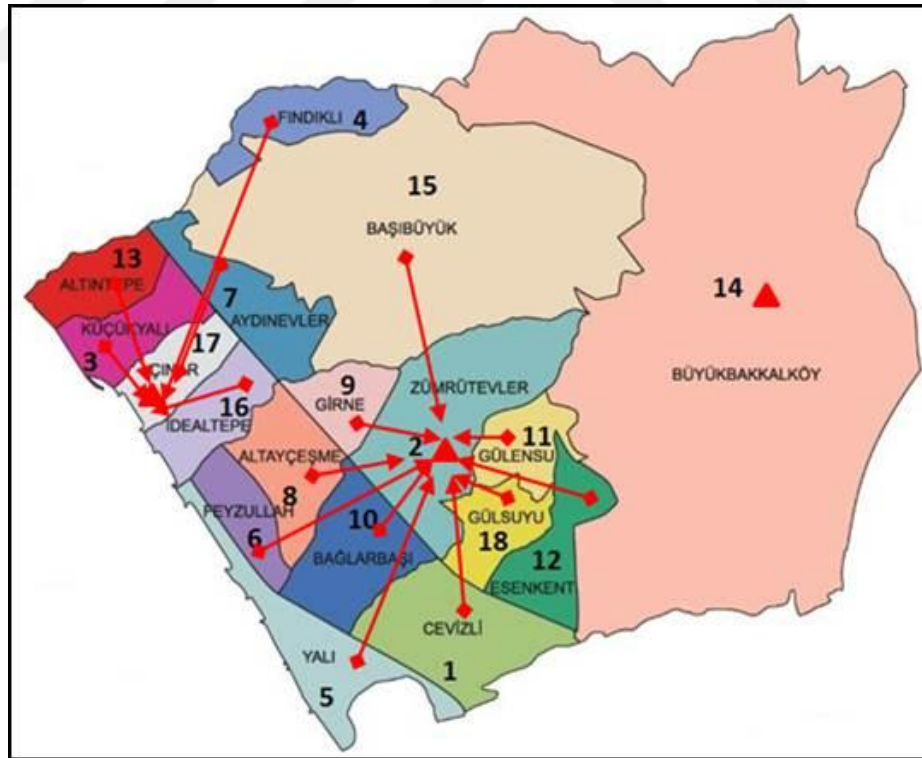 FINDIKLI 4
15
BAŞIBÜYÜK
13
ALTINTEPE
14
7
AYDINEVLER
KÜÇÜKYALI
17
3
ÇINAR
BÜYÜKBAKKALKÖY
9
GİRNE
ZÜMRÜTEVLER
16
İDEALTEPE
11
GÜLENSU
2
ALTAYÇEŞME
8
FEYZULLAH
6
10
BAĞLARBAŞI
GÜLSUYU
18
12
ESENKENT
CEVİZLİ
1
YALI
5